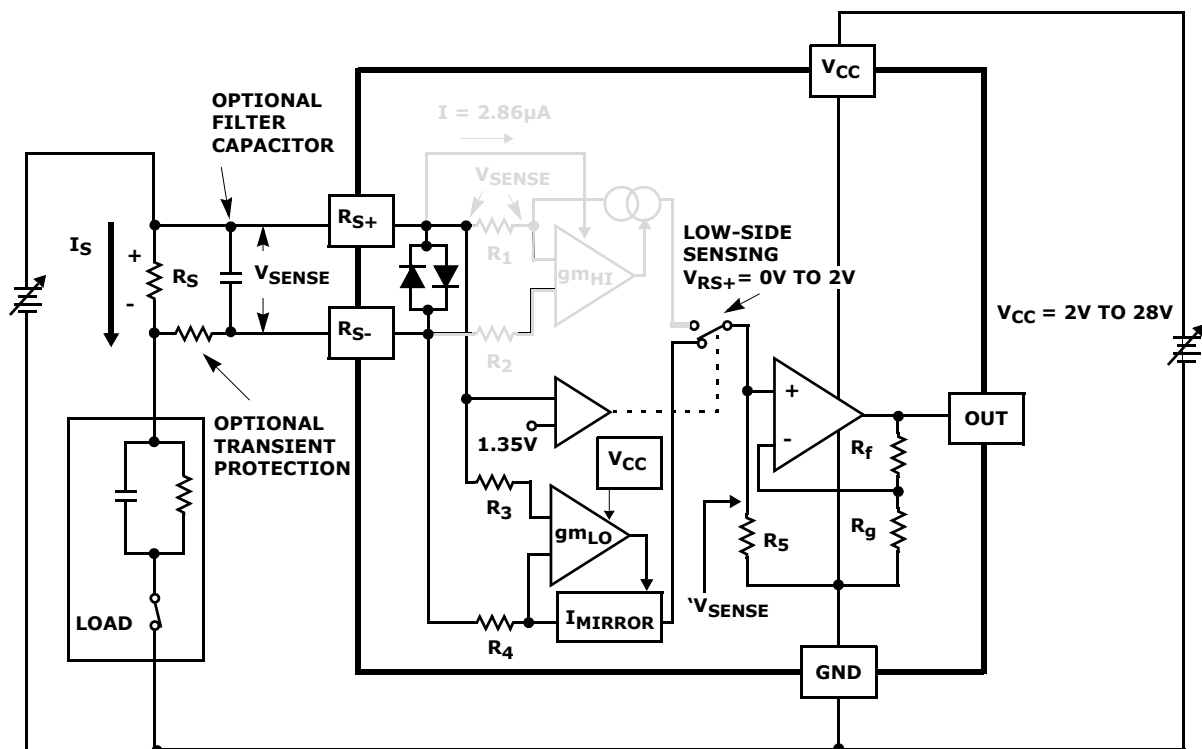 VCC
OPTIONAL
FILTER
CAPACITOR
I = 2.86µA
VSENSE
RS+
IS
+
RS
-
VSENSE
R1
gmHI
LOW-SIDE
SENSING
VRS+= 0V TO 2V
RS-
R2
VCC = 2V TO 28V
OPTIONAL
TRANSIENT
PROTECTION
1.35V
VCC
+
-
OUT
Rf
R3
gmLO
Rg
R5
LOAD
R4
IMIRROR
‘VSENSE
GND